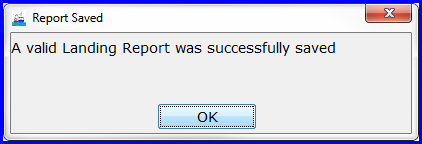 Report Saved
A valid Landing Report was successfully saved
OK